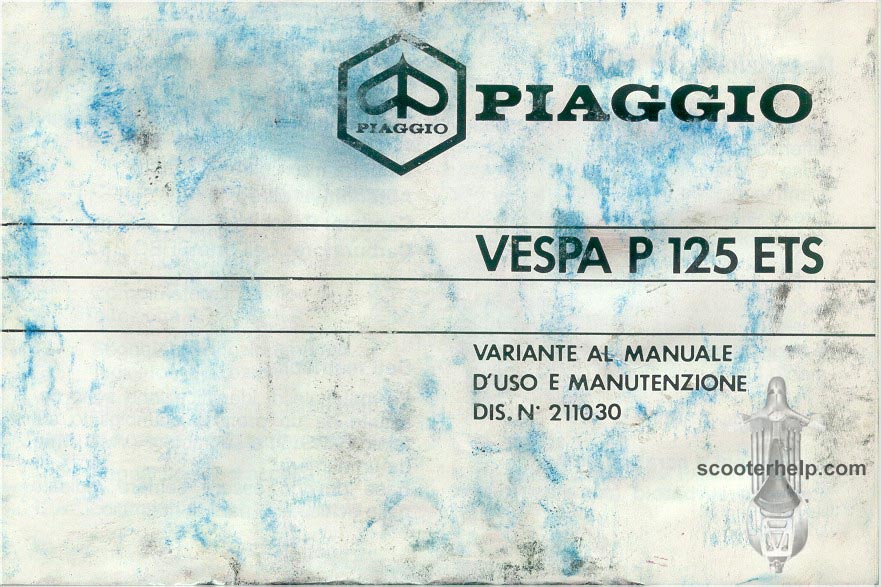 PIAGGIO
PIAGGIO
VESPA P 125 ETS
VARIANTE AL MANUALE
D'USO E MANUTENZIONE
DIS. N° 211030
scooterhelp.com